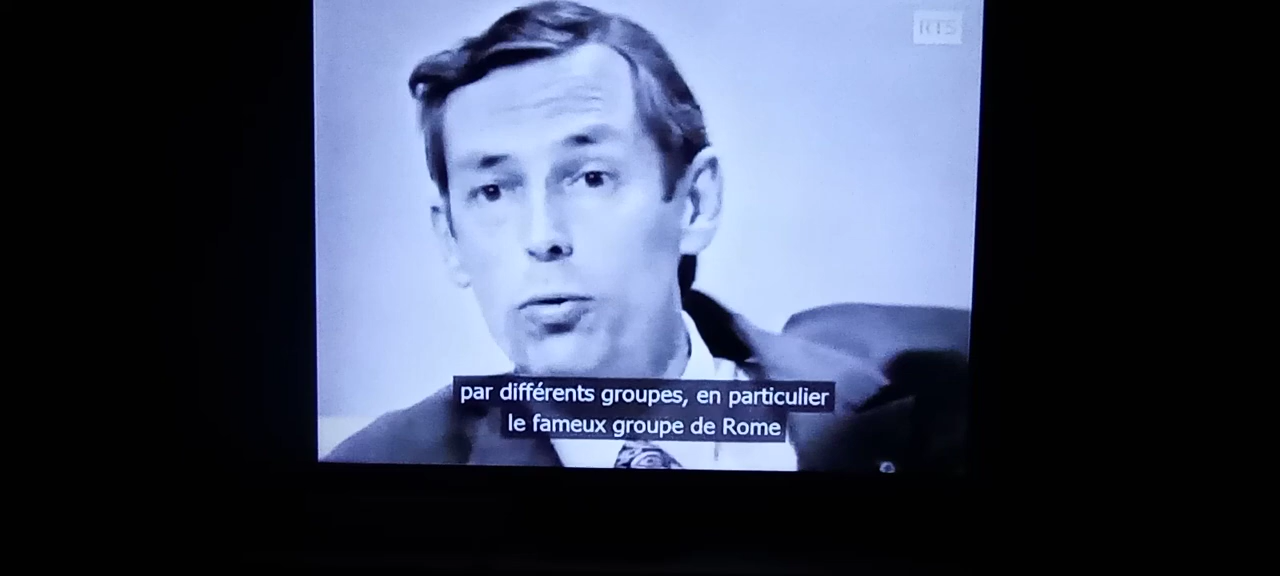 RTS
par différents groupes, en particulier
le fameux groupe de Rome